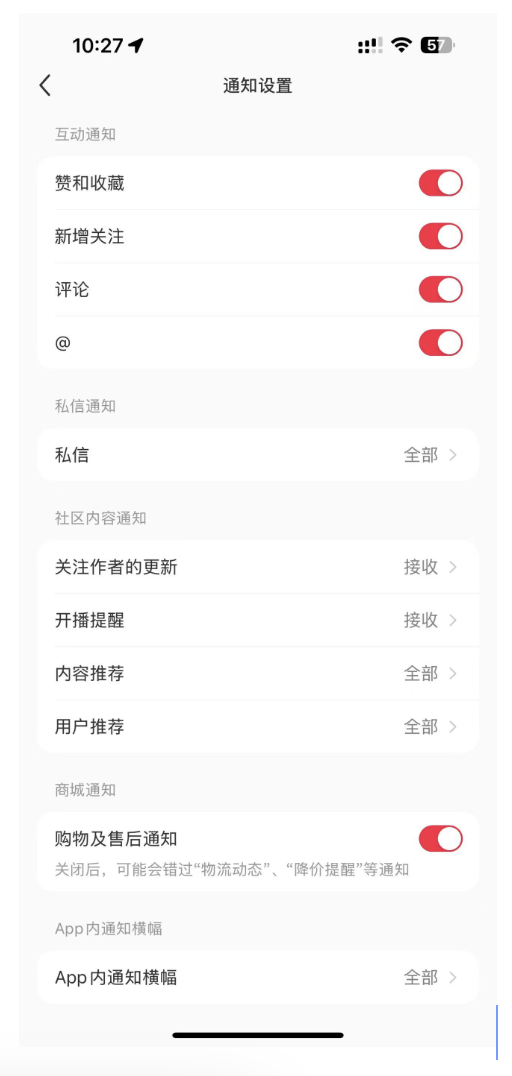 10:27
57
通知设置
互动通知
赞和收藏
新增关注
评论
@
私信通知
私信 全部
社区内容通知
关注作者的更新 接收
开播提醒 接收
内容推荐 全部
用户推荐 全部
商城通知
购物及售后通知
关闭后，可能会错过“物流动态”、“降价提醒”等通知
App内通知横幅
App内通知横幅 全部